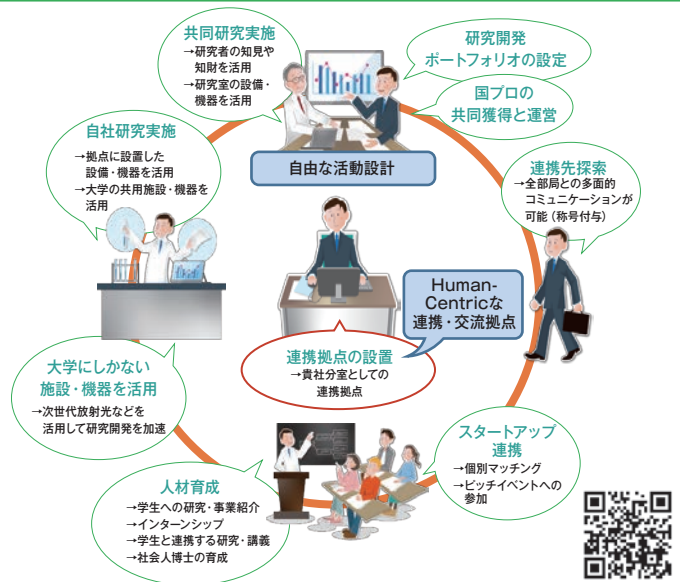 共同研究実施
→研究者の知見や
知財を活用
→研究室の設備・
機器を活用
研究開発
ポートフォリオの設定
国プロの
共同獲得と運営
自由な活動設計
自社研究実施
→拠点に設置した
設備・機器を活用
→大学の共用施設・機器を
活用
連携先探索
→全部局との多面的
コミュニケーションが
可能（称号付与）
Human-
Centricな
連携・交流拠点
連携拠点の設置
→貴社分室としての
連携拠点
大学にしかない
施設・機器を活用
→次世代放射光などを
活用して研究開発を加速
スタートアップ
連携
→個別マッチング
→ピッチイベントへの
参加
人材育成
→学生への研究・事業紹介
→インターンシップ
→学生と連携する研究・講義
→社会人博士の育成